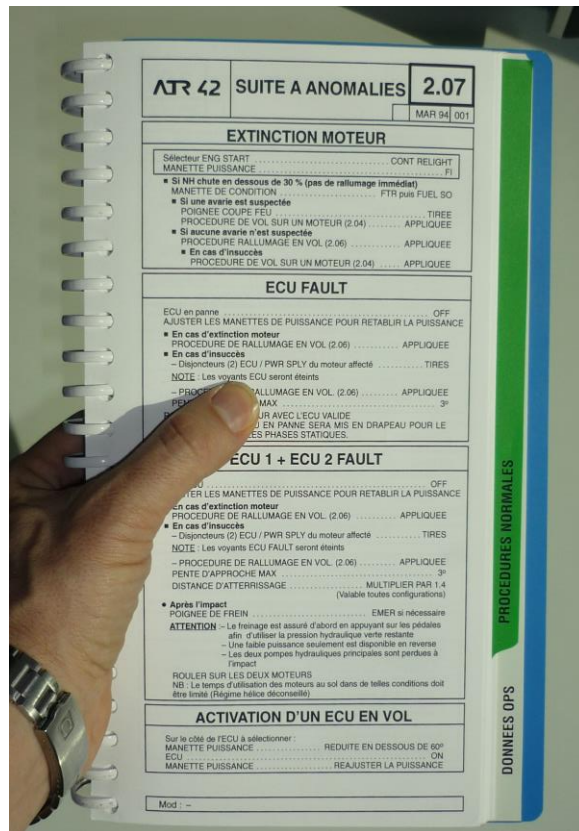 ATR 42
SUITE A ANOMALIES
2.07
MAR 94 001
EXTINCTION MOTEUR
Sélecteur ENG START ........ CONT RELIGHT
MANETTE PUISSANCE ........ FI
■ Si NH chute en dessous de 30 % (pas de rallumage immédiat)
MANETTE DE CONDITION ........ FTR puis FUEL SO
■ Si une avarie est suspectée
POIGNEE COUPE FEU ........ TIREE
PROCEDURE DE VOL SUR UN MOTEUR (2.04) ........ APPLIQUEE
■ Si aucune avarie n'est suspectée
PROCEDURE RALLUMAGE EN VOL (2.06) ........ APPLIQUEE
■ En cas d'insuccès
PROCEDURE DE VOL SUR UN MOTEUR (2.04) ........ APPLIQUEE
ECU FAULT
ECU en panne ........ OFF
AJUSTER LES MANETTES DE PUISSANCE POUR RETABLIR LA PUISSANCE
■ En cas d'extinction moteur
PROCEDURE DE RALLUMAGE EN VOL (2.06) ........ APPLIQUEE
■ En cas d'insuccès
– Disjoncteurs (2) ECU / PWR SPLY du moteur affecté ........ TIRES
NOTE : Les voyants ECU seront éteints
– PROC RALLUMAGE EN VOL. (2.06) ........ APPLIQUEE
PENTE MAX ........ 3º
UR AVEC L'ECU VALIDE
EN PANNE SERA MIS EN DRAPEAU POUR LE
ES PHASES STATIQUES.
ECU 1 + ECU 2 FAULT
........ OFF
TER LES MANETTES DE PUISSANCE POUR RETABLIR LA PUISSANCE
En cas d'extinction moteur
PROCEDURE DE RALLUMAGE EN VOL. (2.06) ........ APPLIQUEE
■ En cas d'insuccès
– Disjoncteurs (2) ECU / PWR SPLY du moteur affecté ........ TIRES
NOTE : Les voyants ECU FAULT seront éteints
– PROCEDURE DE RALLUMAGE EN VOL. (2.06) ........ APPLIQUEE
PENTE D'APPROCHE MAX ........ 3º
DISTANCE D'ATTERRISSAGE ........ MULTIPLIER PAR 1.4
(Valable toutes configurations)
• Après l'impact
POIGNEE DE FREIN ........ EMER si nécessaire
ATTENTION :– Le freinage est assuré d'abord en appuyant sur les pédales
afin d'utiliser la pression hydraulique verte restante
– Une faible puissance seulement est disponible en reverse
– Les deux pompes hydrauliques principales sont perdues à
l'impact
ROULER SUR LES DEUX MOTEURS
NB : Le temps d'utilisation des moteurs au sol dans de telles conditions doit
être limité (Régime hélice déconseillé)
ACTIVATION D'UN ECU EN VOL
Sur le côté de l'ECU à sélectionner :
MANETTE PUISSANCE ........ REDUITE EN DESSOUS DE 60º
ECU ........ ON
MANETTE PUISSANCE ........ REAJUSTER LA PUISSANCE
Mod : –
PROCEDURES NORMALES
DONNEES OPS